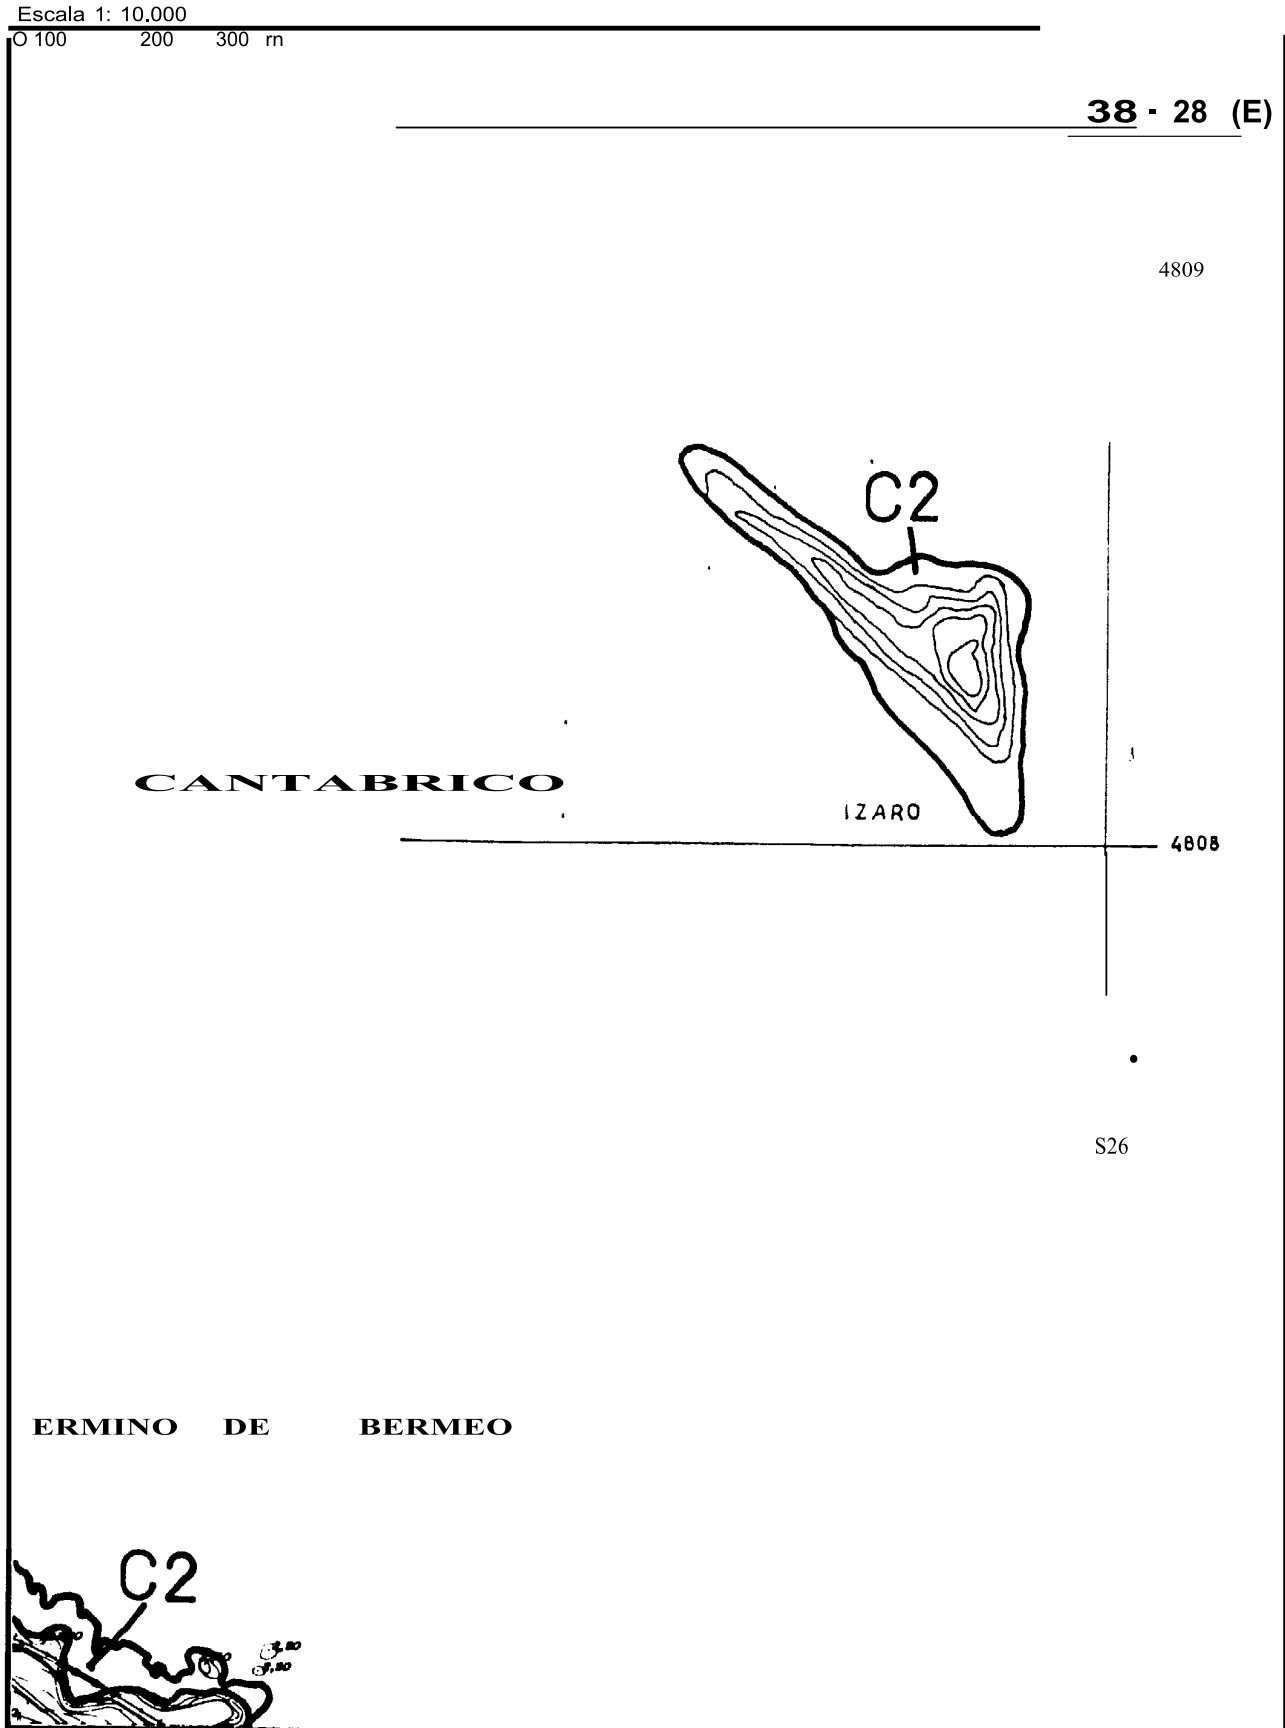 Escala 1: 10.000
O 100 200 300 rn
38 - 28 (E)
4809
C2
CANTABRICO
IZARO
4808
S26
ERMINO DE BERMEO
C2